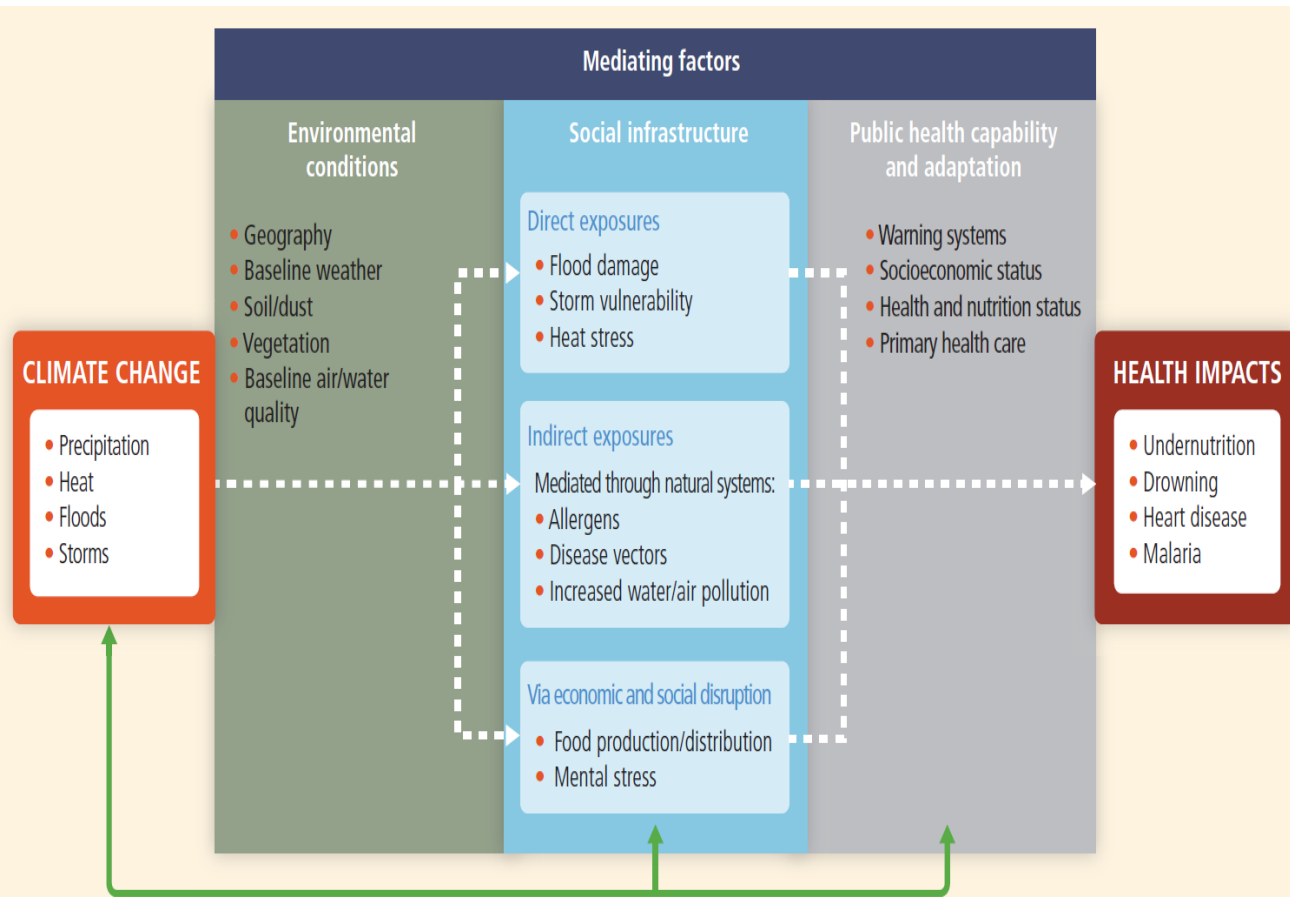 Mediating factors
Environmental
conditions
• Geography
• Baseline weather
• Soil/dust
• Vegetation
• Baseline air/water
quality
Social infrastructure
Direct exposures
• Flood damage
• Storm vulnerability
• Heat stress
Indirect exposures
Mediated through natural systems:
• Allergens
• Disease vectors
• Increased water/air pollution
Via economic and social disruption
• Food production/distribution
• Mental stress
Public health capability
and adaptation
• Warning systems
• Socioeconomic status
• Health and nutrition status
• Primary health care
CLIMATE CHANGE
• Precipitation
• Heat
• Floods
• Storms
HEALTH IMPACTS
• Undernutrition
• Drowning
• Heart disease
• Malaria